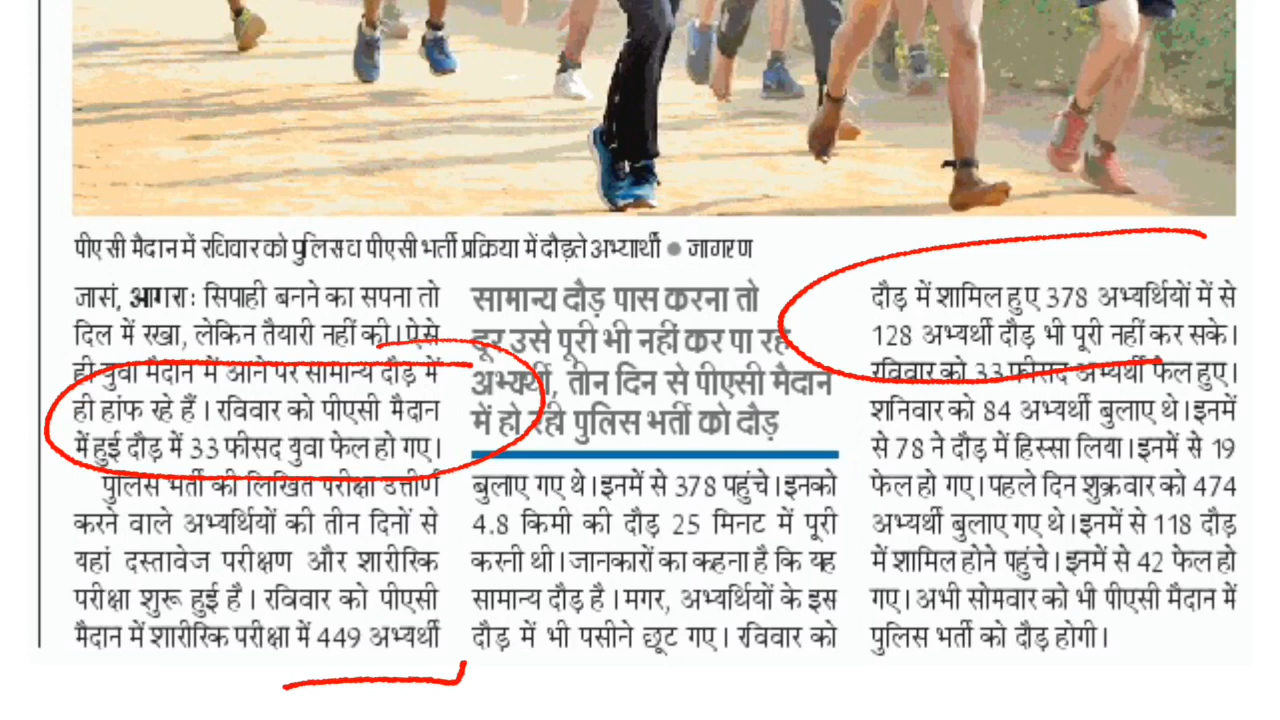 पीएसी मैदान में रविवार को पुलिस व पीएसी भर्ती प्रक्रिया में दौड़ते अभ्यार्थी ● जागरण
जासं, आगरा: सिपाही बनने का सपना तो
दिल में रखा, लेकिन तैयारी नहीं की। ऐसे
ही युवा मैदान में आने पर सामान्य दौड़ में
ही हांफ रहे हैं। रविवार को पीएसी मैदान
में हुई दौड़ में 33 फीसद युवा फेल हो गए।
पुलिस भर्ती की लिखित परीक्षा उत्तीर्ण
करने वाले अभ्यर्थियों की तीन दिनों से
यहां दस्तावेज परीक्षण और शारीरिक
परीक्षा शुरू हुई है। रविवार को पीएसी
मैदान में शारीरिक परीक्षा में 449 अभ्यर्थी
सामान्य दौड़ पास करना तो
दूर उसे पूरी भी नहीं कर पा रहे
अभ्यर्थी, तीन दिन से पीएसी मैदान
में हो रही पुलिस भर्ती को दौड़
बुलाए गए थे। इनमें से 378 पहुंचे। इनको
4.8 किमी की दौड़ 25 मिनट में पूरी
करनी थी। जानकारों का कहना है कि यह
सामान्य दौड़ है। मगर, अभ्यर्थियों के इस
दौड़ में भी पसीने छूट गए। रविवार को
दौड़ में शामिल हुए 378 अभ्यर्थियों में से
128 अभ्यर्थी दौड़ भी पूरी नहीं कर सके।
रविवार को 33 फीसद अभ्यर्थी फैल हुए।
शनिवार को 84 अभ्यर्थी बुलाए थे। इनमें
से 78 ने दौड़ में हिस्सा लिया। इनमें से 19
फेल हो गए। पहले दिन शुक्रवार को 474
अभ्यर्थी बुलाए गए थे। इनमें से 118 दौड़
में शामिल होने पहुंचे। इनमें से 42 फेल हो
गए। अभी सोमवार को भी पीएसी मैदान में
पुलिस भर्ती को दौड़ होगी।